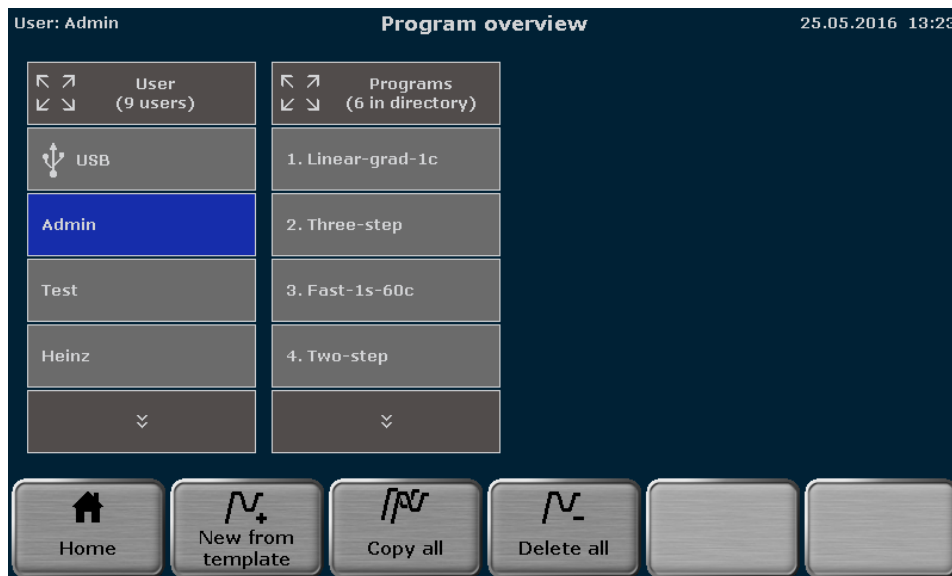 User: Admin
Program overview
25.05.2016 13:23
User
(9 users)
USB
Admin
Test
Heinz
Programs
(6 in directory)
1. Linear-grad-1c
2. Three-step
3. Fast-1s-60c
4. Two-step
Home
New from
template
Copy all
Delete all